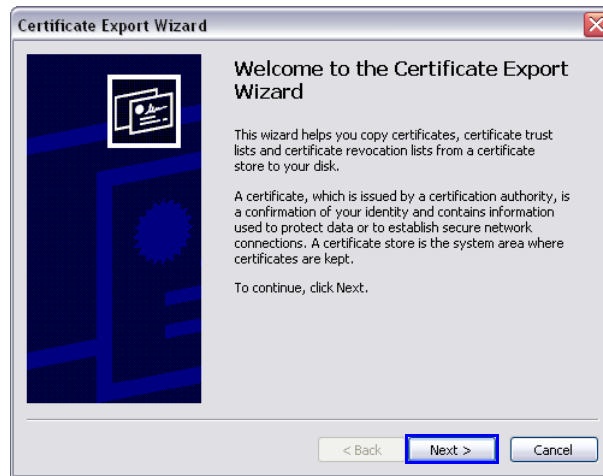 Certificate Export Wizard
Welcome to the Certificate Export
Wizard
This wizard helps you copy certificates, certificate trust
lists and certificate revocation lists from a certificate
store to your disk.
A certificate, which is issued by a certification authority, is
a confirmation of your identity and contains information
used to protect data or to establish secure network
connections. A certificate store is the system area where
certificates are kept.
To continue, click Next.
< Back Next > Cancel